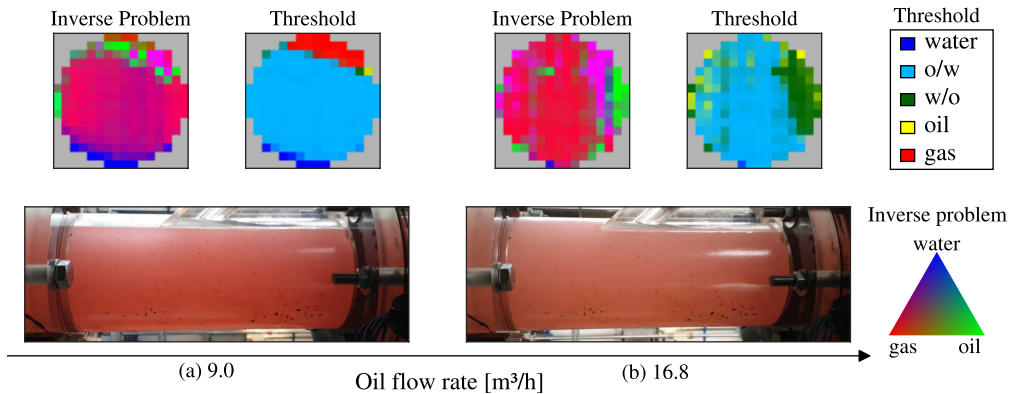 Inverse Problem
Threshold
Inverse Problem
Threshold
Threshold
water
o/w
w/o
oil
gas
Inverse problem
water
gas
oil
(a) 9.0
(b) 16.8
Oil flow rate [m³/h]